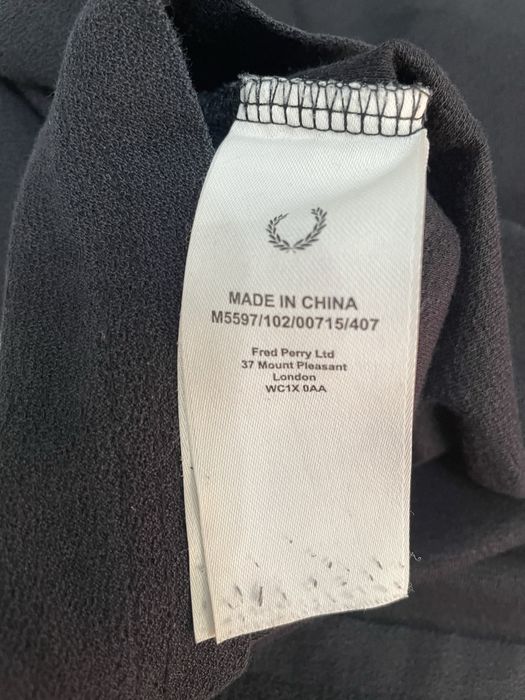 MADE IN CHINA
M5597/102/00715/407
Fred Perry Ltd
37 Mount Pleasant
London
WC1X 0AA